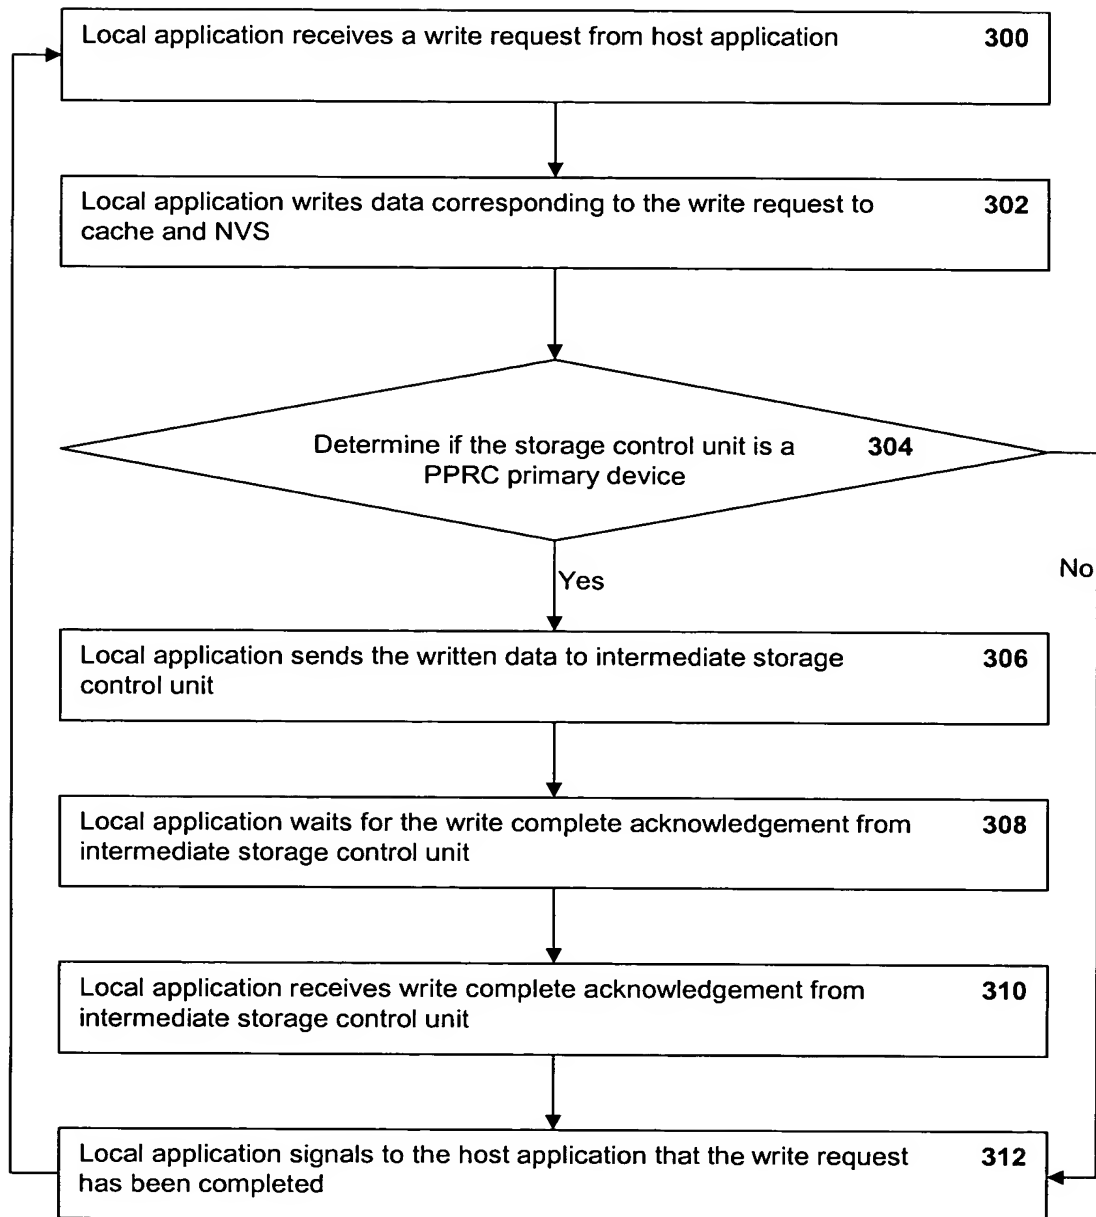 Local application receives a write request from host application 300
Local application writes data corresponding to the write request to 302
cache and NVS
Determine if the storage control unit is a 304
PPRC primary device
Yes
No
Local application sends the written data to intermediate storage 306
control unit
Local application waits for the write complete acknowledgement from 308
intermediate storage control unit
Local application receives write complete acknowledgement from 310
intermediate storage control unit
Local application signals to the host application that the write request 312
has been completed